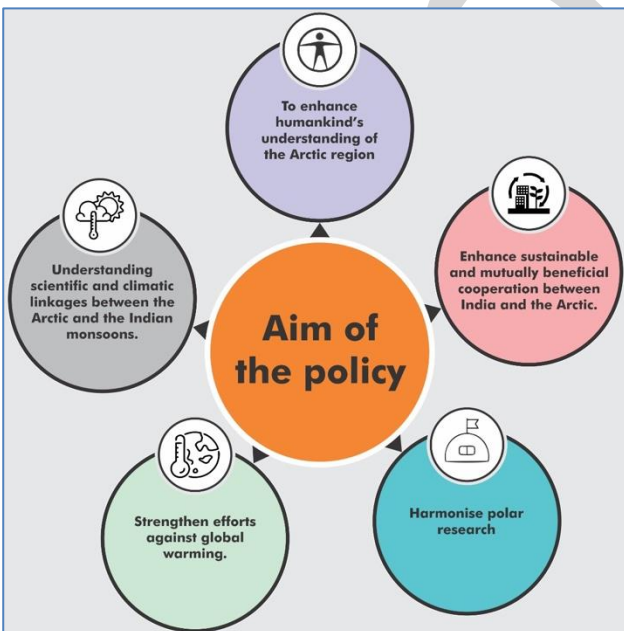 To enhance
humankind's
understanding of
the Arctic region
Understanding
scientific and climatic
linkages between the
Arctic and the Indian
monsoons.
Enhance sustainable
and mutually beneficial
cooperation between
India and the Arctic.
Aim of
the policy
Strengthen efforts
against global
warming.
Harmonise polar
research